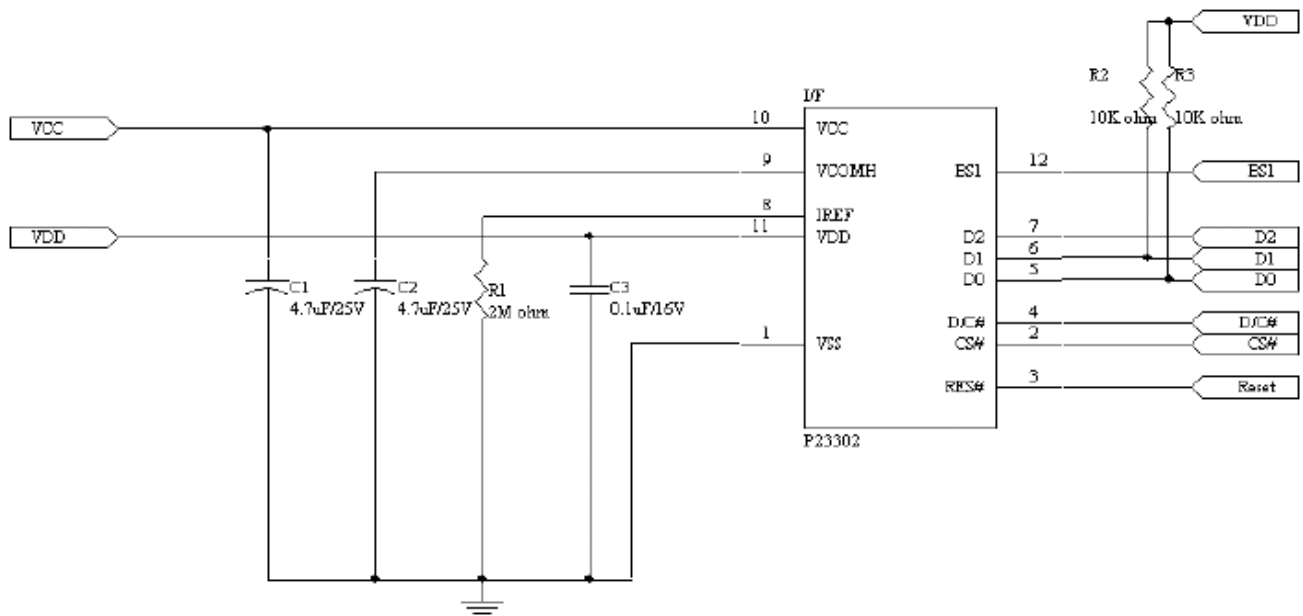 VDD
R2
R3
10K ohm
10K ohm
I/F
VCC
10
VCC
9
VCOMH
BS1
12
BS1
8
IREF
VDD
11
VDD
D2
7
D2
D1
6
D1
D0
5
D0
C1
4.7uF/25V
C2
4.7uF/25V
R1
2M ohm
C3
0.1uF/16V
D/C#
4
D/C#
1
VSS
CS#
2
CS#
RES#
3
Reset
P23302